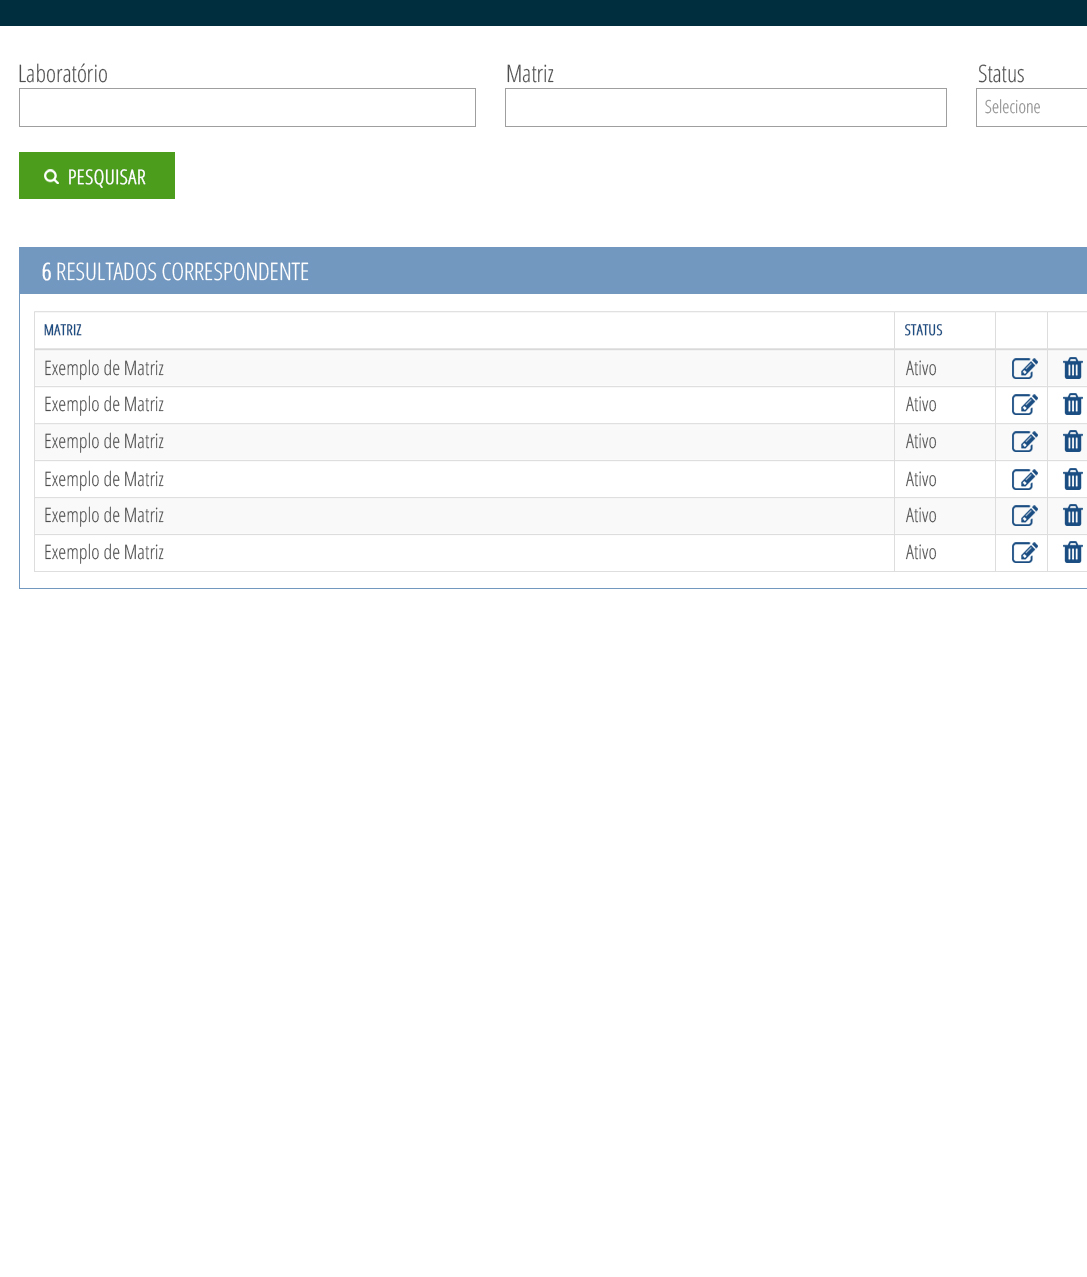 Laboratório Matriz Status
Selecione
PESQUISAR
6 RESULTADOS CORRESPONDENTE
MATRIZ STATUS
Exemplo de Matriz Ativo
Exemplo de Matriz Ativo
Exemplo de Matriz Ativo
Exemplo de Matriz Ativo
Exemplo de Matriz Ativo
Exemplo de Matriz Ativo